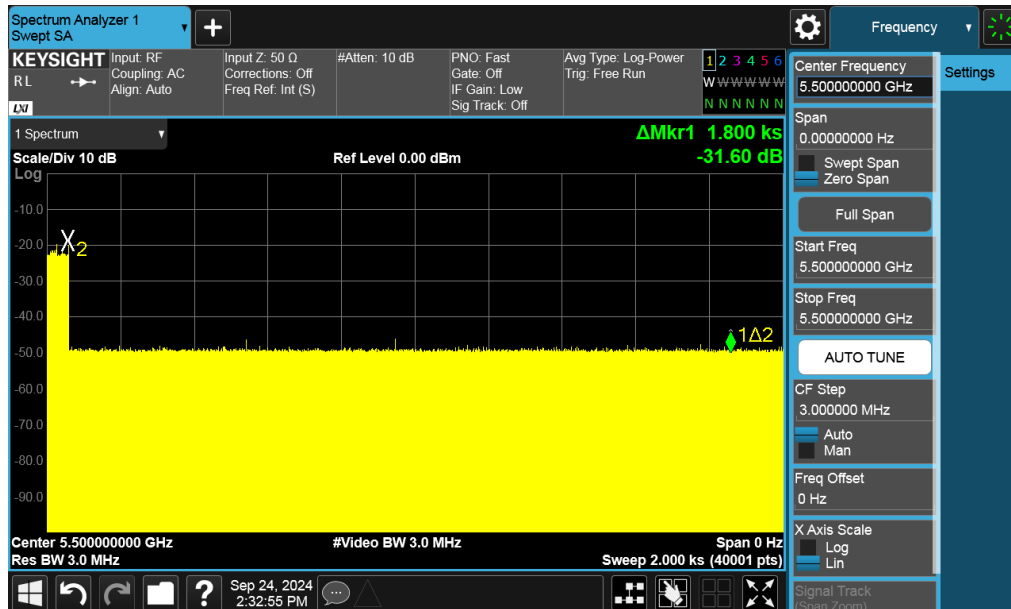 Spectrum Analyzer 1
Swept SA
Frequency
KEYSIGHT
RL
LXI
Input: RF
Coupling: AC
Align: Auto
Input Z: 50 Ω
Corrections: Off
Freq Ref: Int (S)
#Atten: 10 dB
PNO: Fast
Gate: Off
IF Gain: Low
Sig Track: Off
Avg Type: Log-Power
Trig: Free Run
1 2 3 4 5 6
W W W W W W
N N N N N N
Center Frequency
5.500000000 GHz
Settings
Span
0.00000000 Hz
Swept Span
Zero Span
Full Span
Start Freq
5.500000000 GHz
Stop Freq
5.500000000 GHz
AUTO TUNE
CF Step
3.000000 MHz
Auto
Man
Freq Offset
0 Hz
X Axis Scale
Log
Lin
Signal Track
(Span Zoom)
1 Spectrum
ΔMkr1 1.800 ks
-31.60 dB
Scale/Div 10 dB
Ref Level 0.00 dBm
Log
-10.0
-20.0
-30.0
-40.0
-50.0
-60.0
-70.0
-80.0
-90.0
X2
1Δ2
Center 5.500000000 GHz
#Video BW 3.0 MHz
Span 0 Hz
Res BW 3.0 MHz
Sweep 2.000 ks (40001 pts)
?
Sep 24, 2024
2:32:55 PM